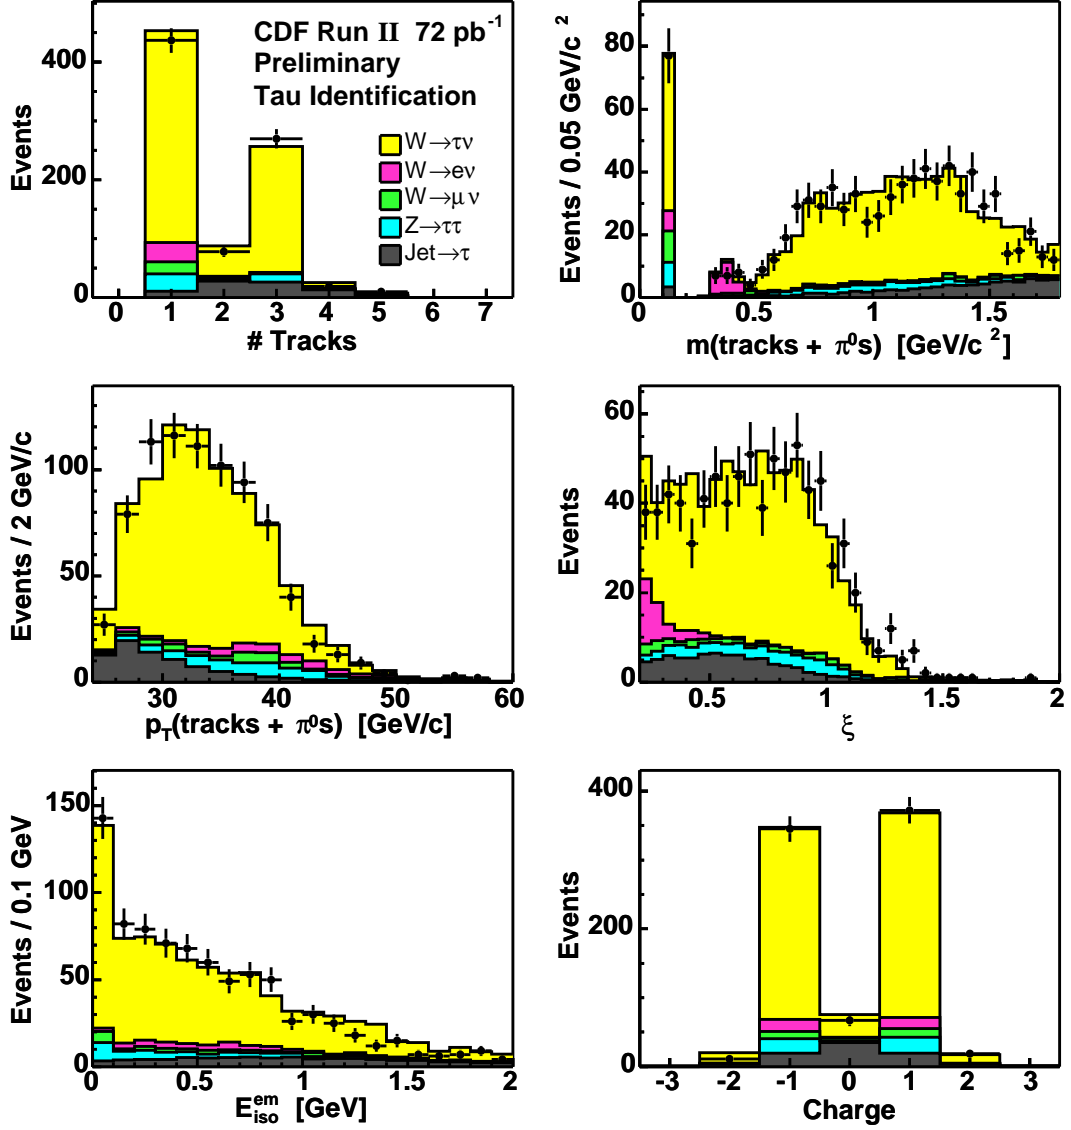 CDF Run II 72 pb-1
Preliminary
Tau Identification
W→τν
W→eν
W→μν
Z→ττ
Jet→τ
Events
0
200
400
0 1 2 3 4 5 6 7
# Tracks
Events / 0.05 GeV/c 2
0
20
40
60
80
0 0.5 1 1.5
m(tracks + π0s) [GeV/c 2]
Events / 2 GeV/c
0
50
100
30 40 50 60
pT(tracks + π0s) [GeV/c]
Events
0
20
40
60
0.5 1 1.5 2
ξ
Events / 0.1 GeV
0
50
100
150
0 0.5 1 1.5 2
Eemiso [GeV]
Events
0
200
400
-3 -2 -1 0 1 2 3
Charge